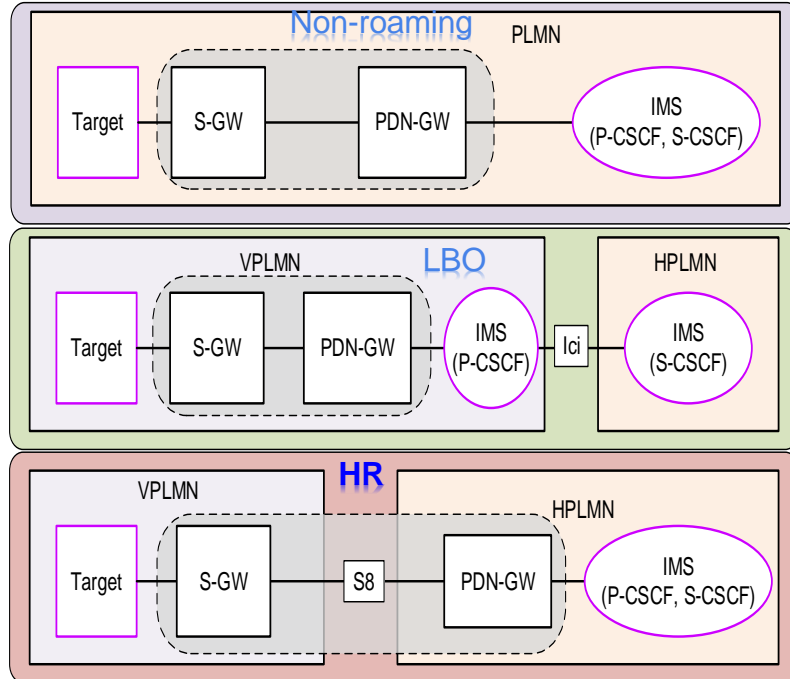 Non-roaming
PLMN
Target
S-GW
PDN-GW
IMS
(P-CSCF, S-CSCF)
VPLMN
LBO
HPLMN
Target
S-GW
PDN-GW
IMS
(P-CSCF)
Ici
IMS
(S-CSCF)
HR
VPLMN
HPLMN
Target
S-GW
S8
PDN-GW
IMS
(P-CSCF, S-CSCF)